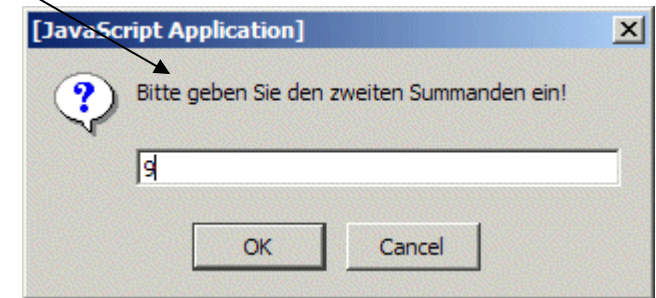 [JavaScript Application]
Bitte geben Sie den zweiten Summanden ein!
9
OK
Cancel